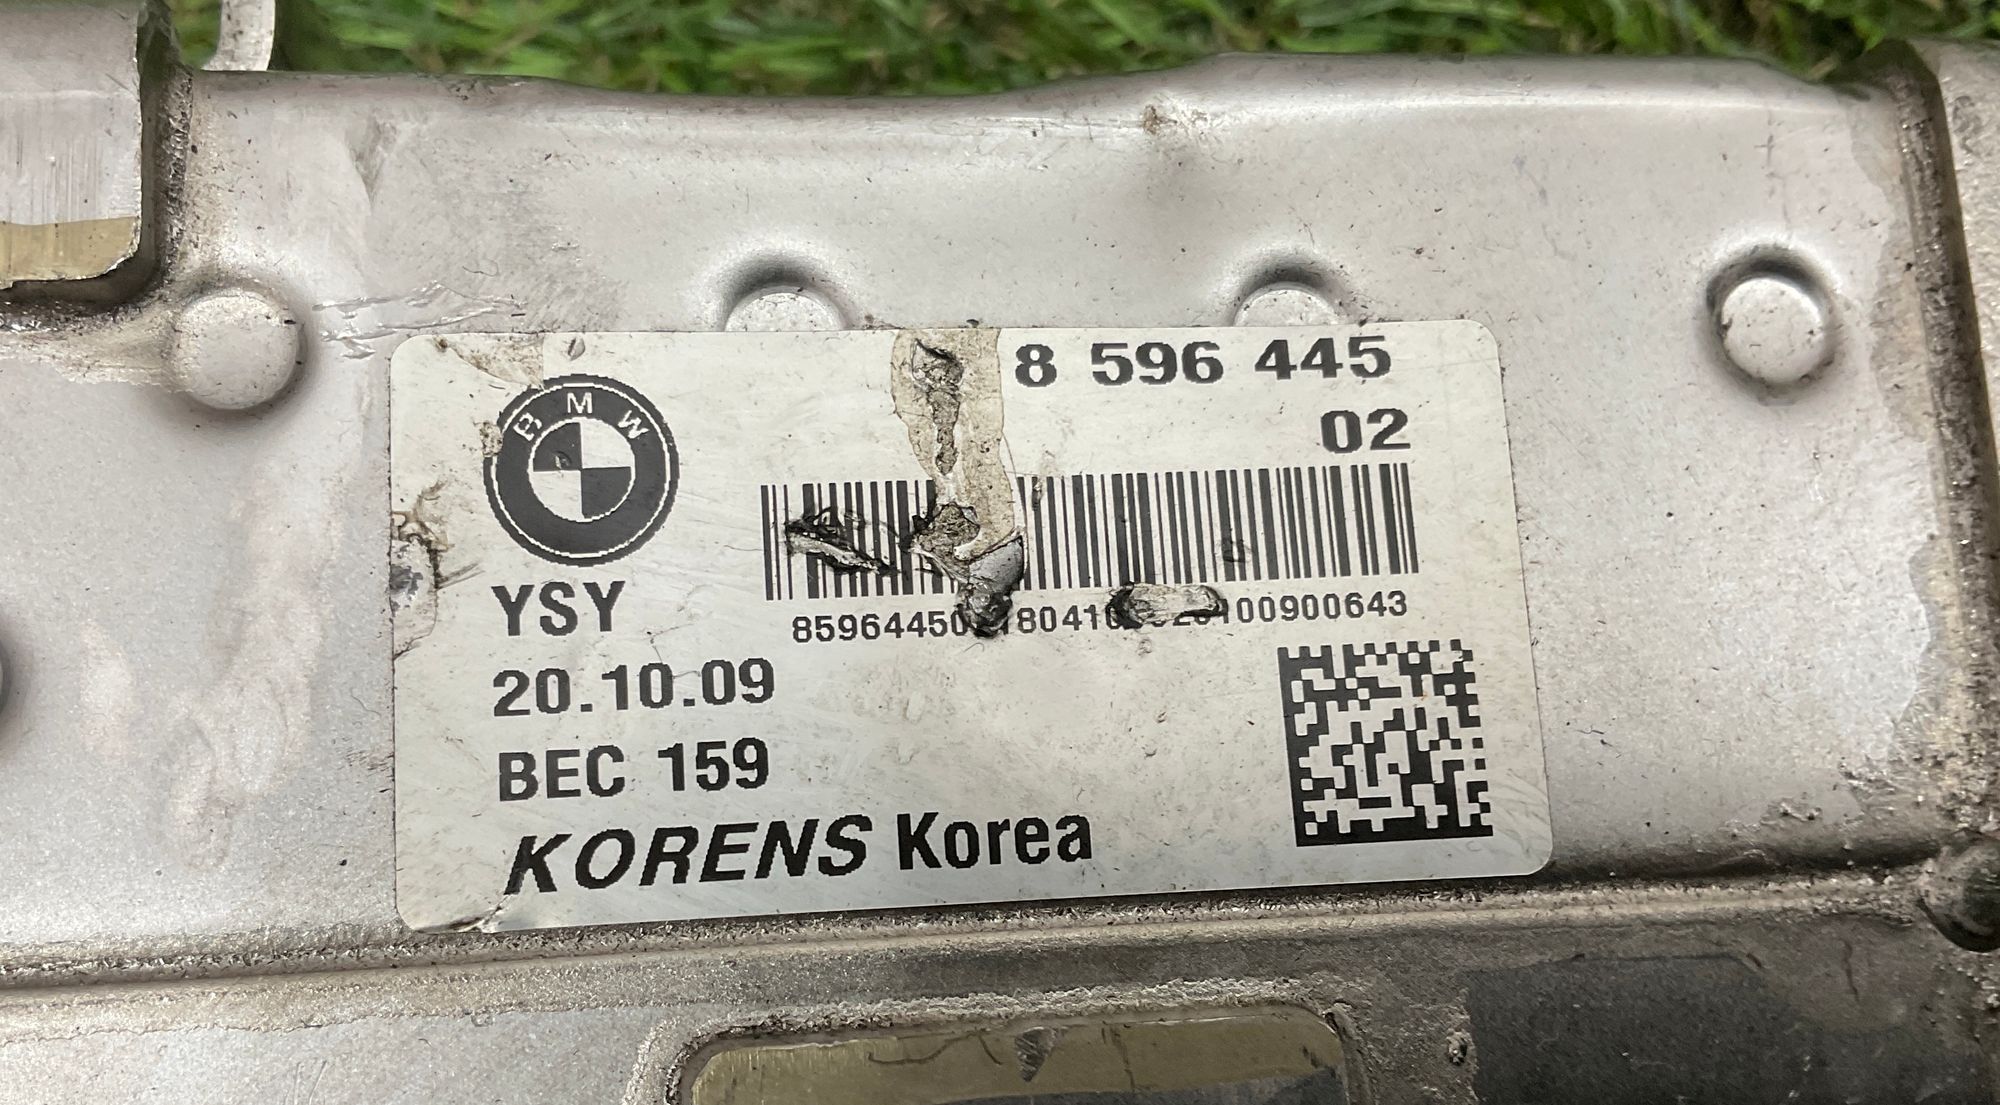 8 596 445
02
BMW
YSY
20.10.09
BEC 159
KORENS Korea